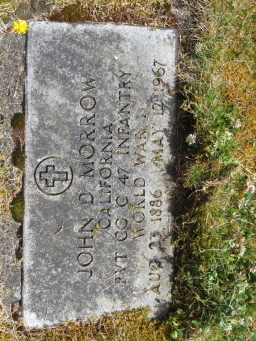 JOHN D MORROW
CALIFORNIA
PVT CO C 47 INFANTRY
WORLD WAR I
AUG 23 1886 MAY 12 1967